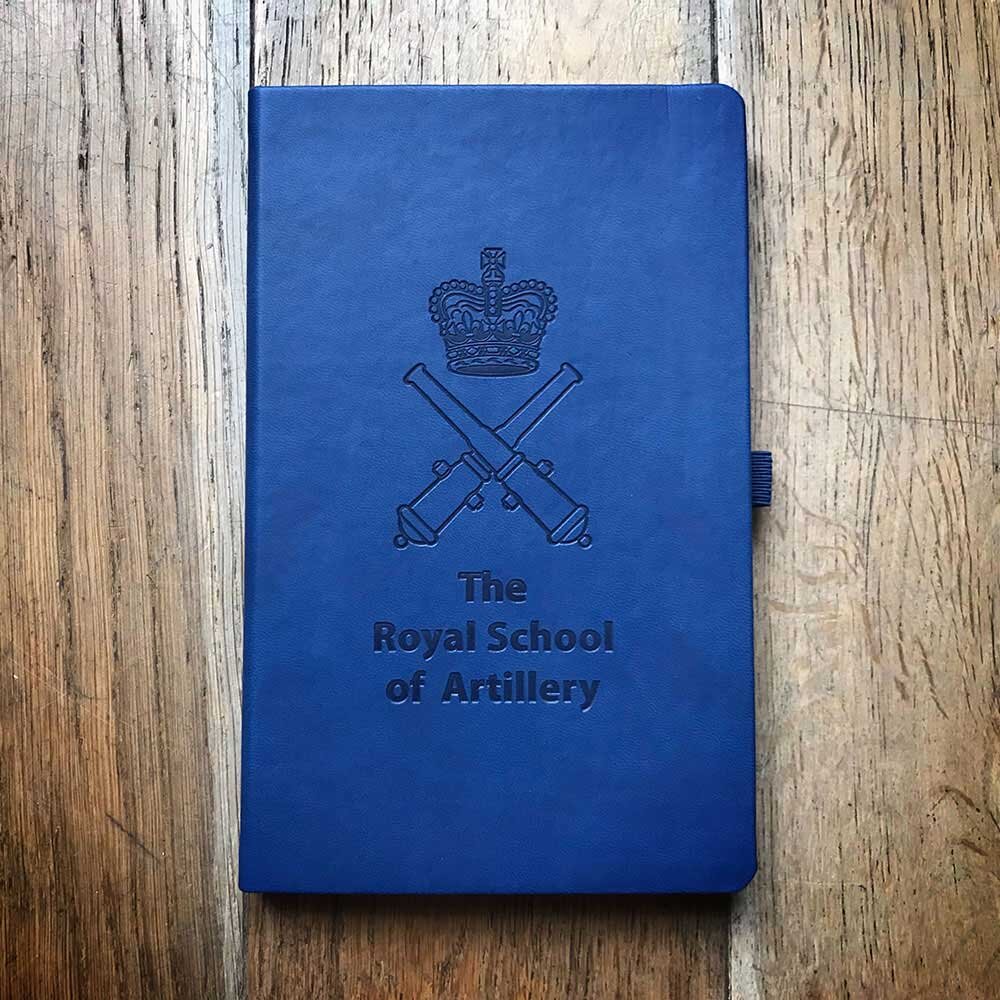 The
Royal School
of Artillery